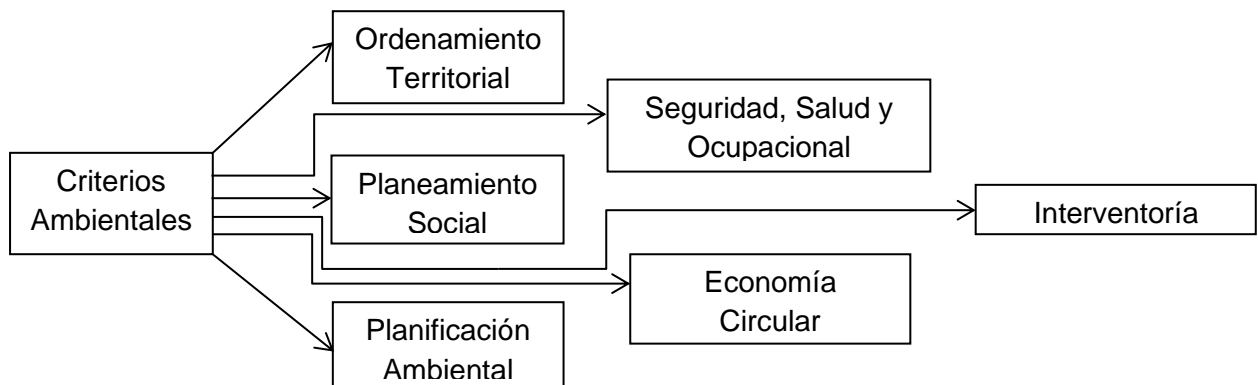 Ordenamiento
Territorial
Seguridad, Salud y
Ocupacional
Criterios
Ambientales
Planeamiento
Social
Interventoría
Economía
Circular
Planificación
Ambiental